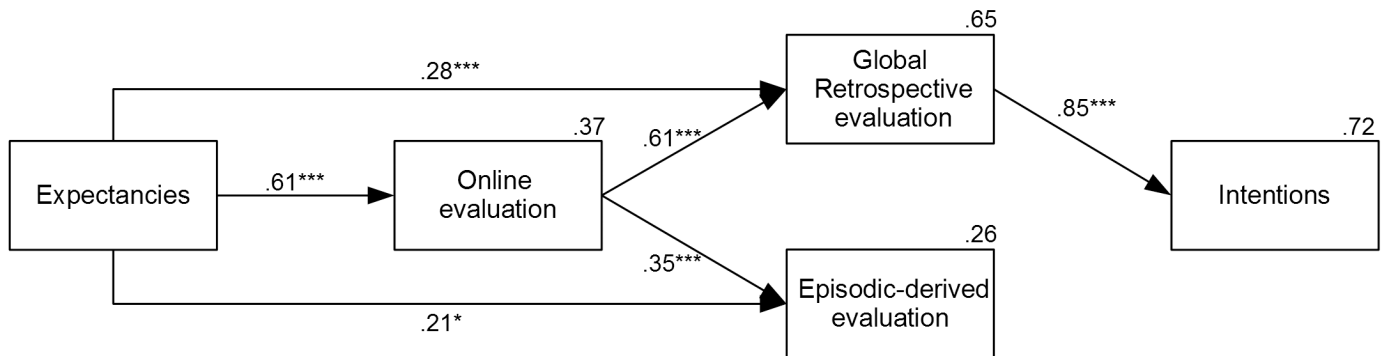 .65
Global
Retrospective
evaluation
.28***
.85***
.37
.61***
.72
Expectancies
.61***
Online
evaluation
Intentions
.26
.35***
Episodic-derived
evaluation
.21*